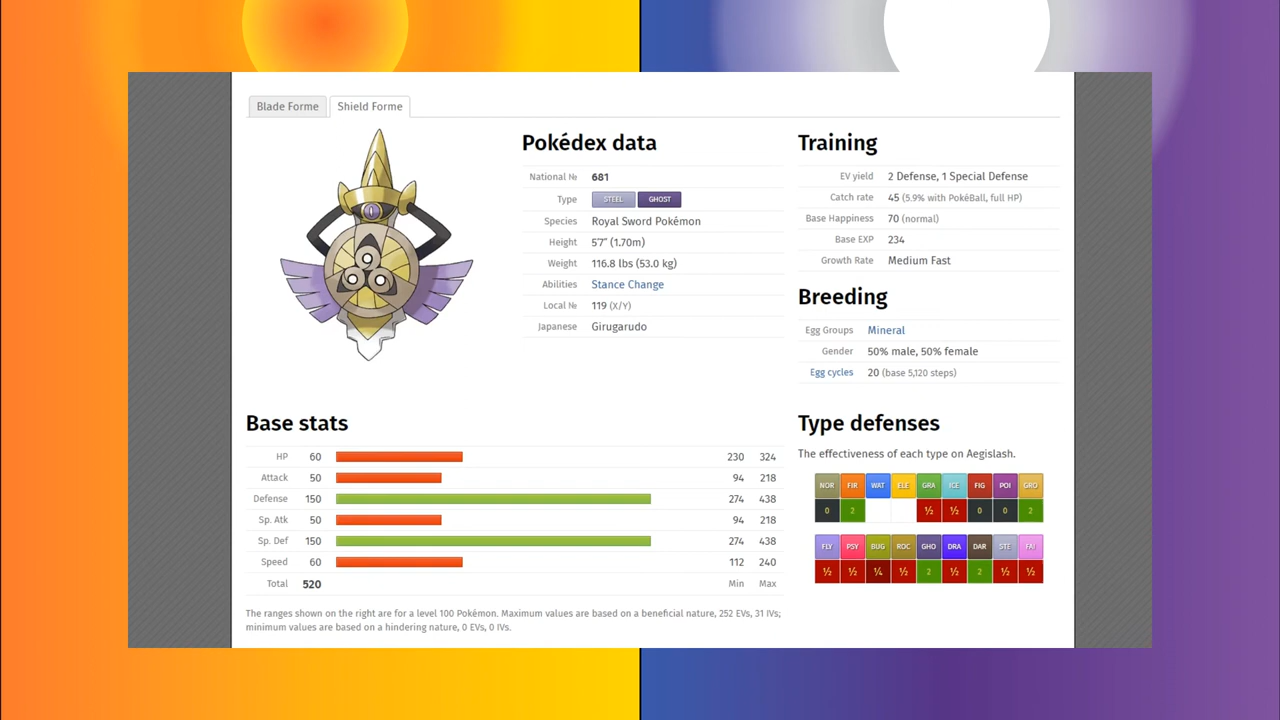 Blade Forme
Shield Forme
Pokédex data
National № 681
Type STEEL GHOST
Species Royal Sword Pokémon
Height 5′7″ (1.70m)
Weight 116.8 lbs (53.0 kg)
Abilities Stance Change
Local № 119 (X/Y)
Japanese Girugarudo
Training
EV yield 2 Defense, 1 Special Defense
Catch rate 45 (5.9% with PokéBall, full HP)
Base Happiness 70 (normal)
Base EXP 234
Growth Rate Medium Fast
Breeding
Egg Groups Mineral
Gender 50% male, 50% female
Egg cycles 20 (base 5,120 steps)
Base stats
HP 60 230 324
Attack 50 94 218
Defense 150 274 438
Sp. Atk 50 94 218
Sp. Def 150 274 438
Speed 60 112 240
Total 520 Min Max
The ranges shown on the right are for a level 100 Pokémon. Maximum values are based on a beneficial nature, 252 EVs, 31 IVs;
minimum values are based on a hindering nature, 0 EVs, 0 IVs.
Type defenses
The effectiveness of each type on Aegislash.
NOR FIR WAT ELE GRA ICE FIG POI GRO
0 2 ½ ½ 0 0 2
FLY PSY BUG ROC GHO DRA DAR STE FAI
½ ½ ¼ ½ 2 ½ 2 ½ ½